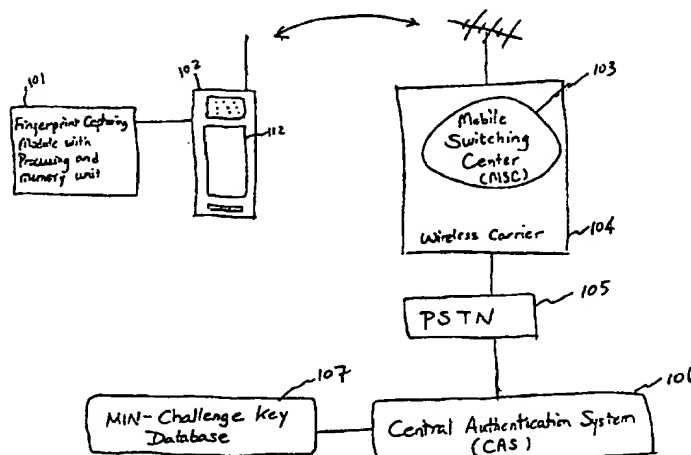 101
Fingerprint Capturing
Module with
Processing and
memory unit
102
112
103
Mobile
Switching
Center
(MSC)
Wireless Carrier
104
PSTN
105
107
MIN-Challenge Key
Database
106
Central Authentication System
(CAS)